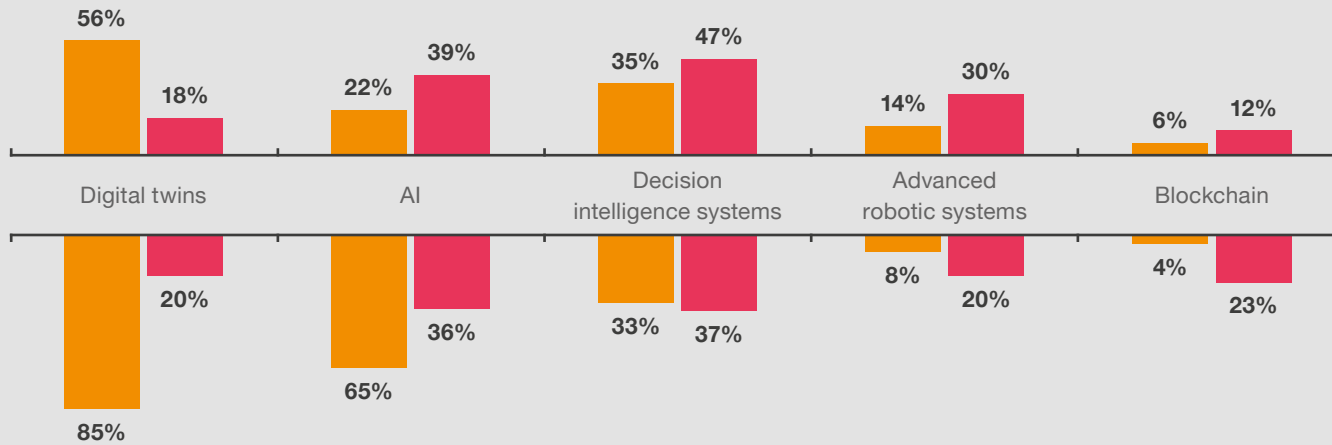 56%
18%
22%
39%
35%
47%
14%
30%
6%
12%
Digital twins
AI
Decision
intelligence systems
Advanced
robotic systems
Blockchain
85%
20%
65%
36%
33%
37%
8%
20%
4%
23%